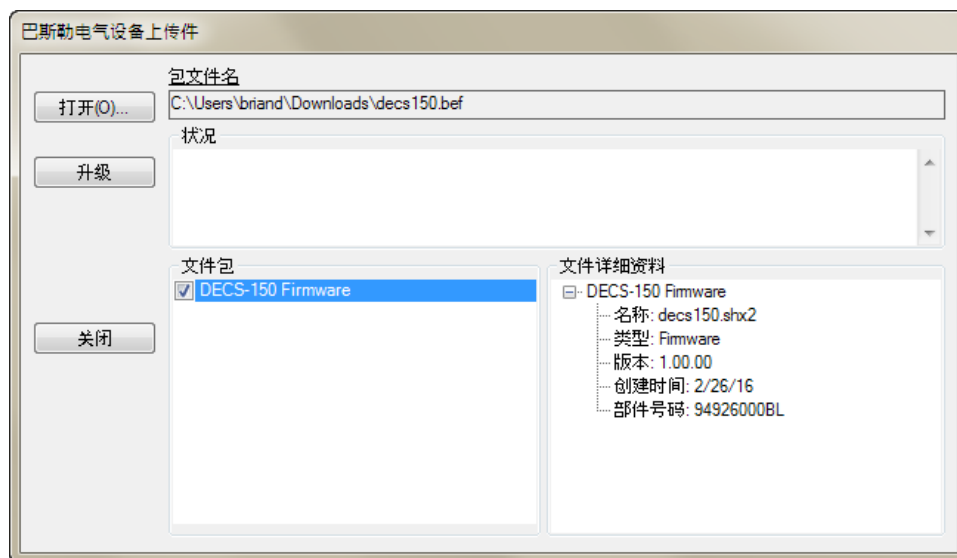 巴斯勒电气设备上传件
包文件名
打开(O)...
C:\Users\briand\Downloads\decs150.bef
状况
升级
文件包
DECS-150 Firmware
关闭
文件详细资料
DECS-150 Firmware
名称: decs150.shx2
类型: Firmware
版本: 1.00.00
创建时间: 2/26/16
部件号码: 94926000BL